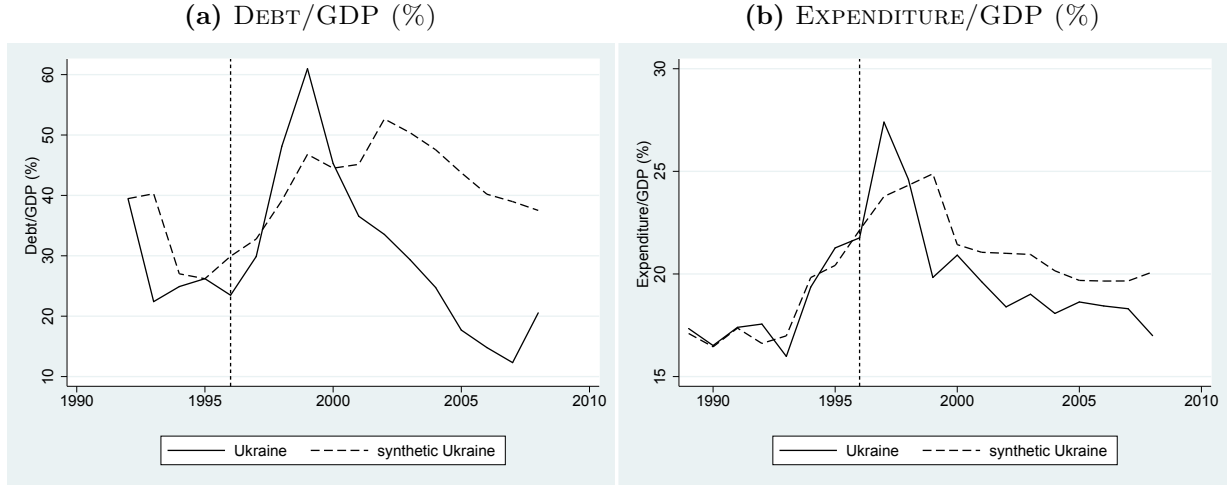 (a) DEBT/GDP (%)
Debt/GDP (%)
60
50
40
30
20
10
1990
1995
2000
2005
2010
Ukraine
synthetic Ukraine
(b) EXPENDITURE/GDP (%)
Expenditure/GDP (%)
30
25
20
15
1990
1995
2000
2005
2010
Ukraine
synthetic Ukraine